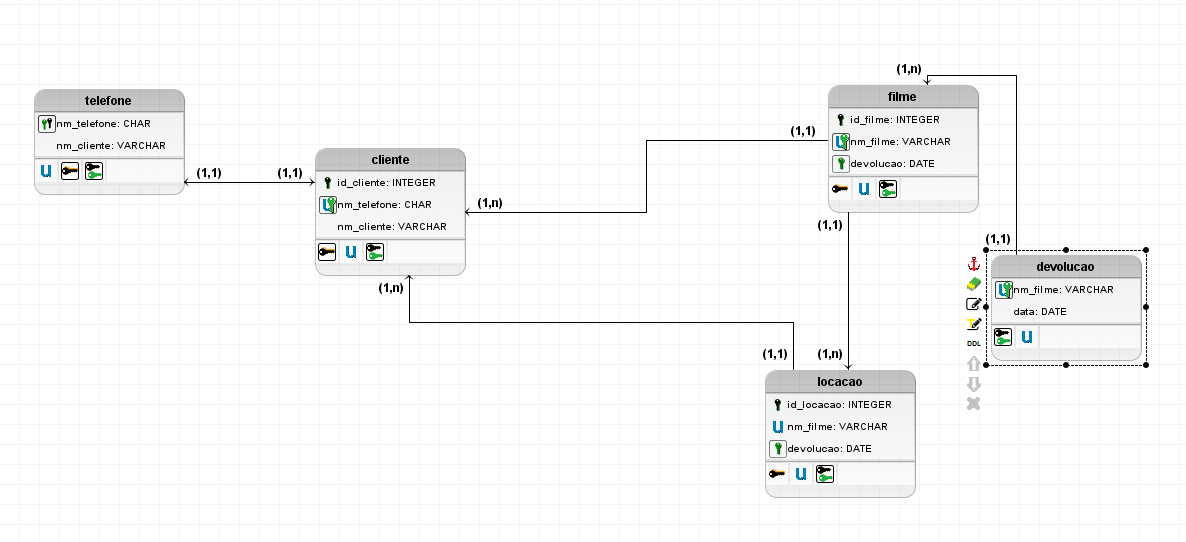 telefone
nm_telefone: CHAR
nm_cliente: VARCHAR
u
(1,1)
(1,1)
cliente
id_cliente: INTEGER
u
nm_telefone: CHAR
nm_cliente: VARCHAR
u
(1,n)
(1,n)
(1,1)
(1,n)
filme
id_filme: INTEGER
u
nm_filme: VARCHAR
devolucao: DATE
u
(1,1)
(1,1)
devolucao
u
nm_filme: VARCHAR
data: DATE
u
DDL
(1,1)
(1,n)
locacao
id_locacao: INTEGER
u nm_filme: VARCHAR
devolucao: DATE
u